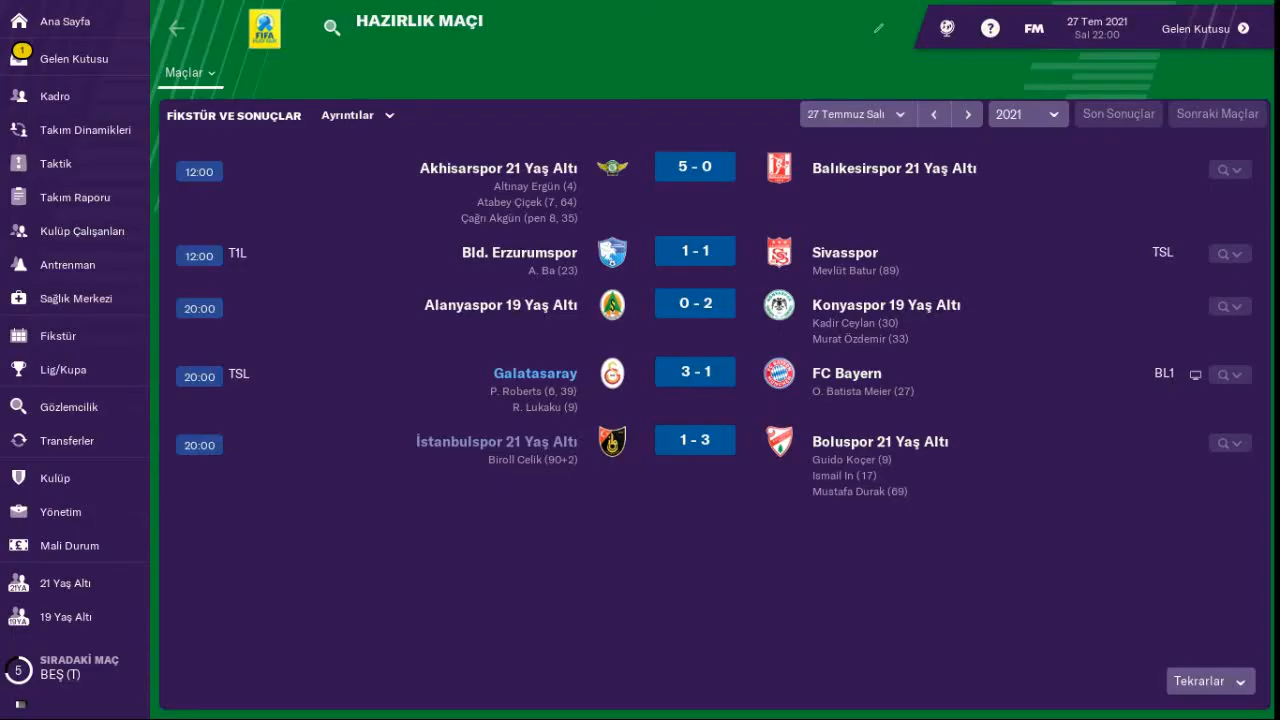 Ana Sayfa
1
Gelen Kutusu
Kadro
Takım Dinamikleri
Taktik
Takım Raporu
Kulüp Çalışanları
Antrenman
Sağlık Merkezi
Fikstür
Lig/Kupa
Gözlemcilik
Transferler
Kulüp
Yönetim
Mali Durum
21YA
21 Yaş Altı
19YA
19 Yaş Altı
5
SIRADAKİ MAÇ
BEŞ (T)
FIFA
HAZIRLIK MAÇI
?
FM
27 Tem 2021
Sal 22:00
Gelen Kutusu
Maçlar
FİKSTÜR VE SONUÇLAR
Ayrıntılar
27 Temmuz Salı
2021
Son Sonuçlar
Sonraki Maçlar
12:00 Akhisarspor 21 Yaş Altı 5 - 0 Balıkesirspor 21 Yaş Altı
Altınay Ergün (4)
Atabey Çiçek (7, 64)
Çağrı Akgün (pen 8, 35)
12:00 T1L Bld. Erzurumspor 1 - 1 Sivasspor TSL
A. Ba (23) Mevlüt Batur (89)
20:00 Alanyaspor 19 Yaş Altı 0 - 2 Konyaspor 19 Yaş Altı
Kadir Ceylan (30)
Murat Özdemir (33)
20:00 TSL Galatasaray 3 - 1 FC Bayern BL1
P. Roberts (6, 39) O. Batista Meier (27)
R. Lukaku (9)
20:00 İstanbulspor 21 Yaş Altı 1 - 3 Boluspor 21 Yaş Altı
Biroll Celik (90+2) Guido Koçer (9)
Ismail In (17)
Mustafa Durak (69)
Tekrarlar